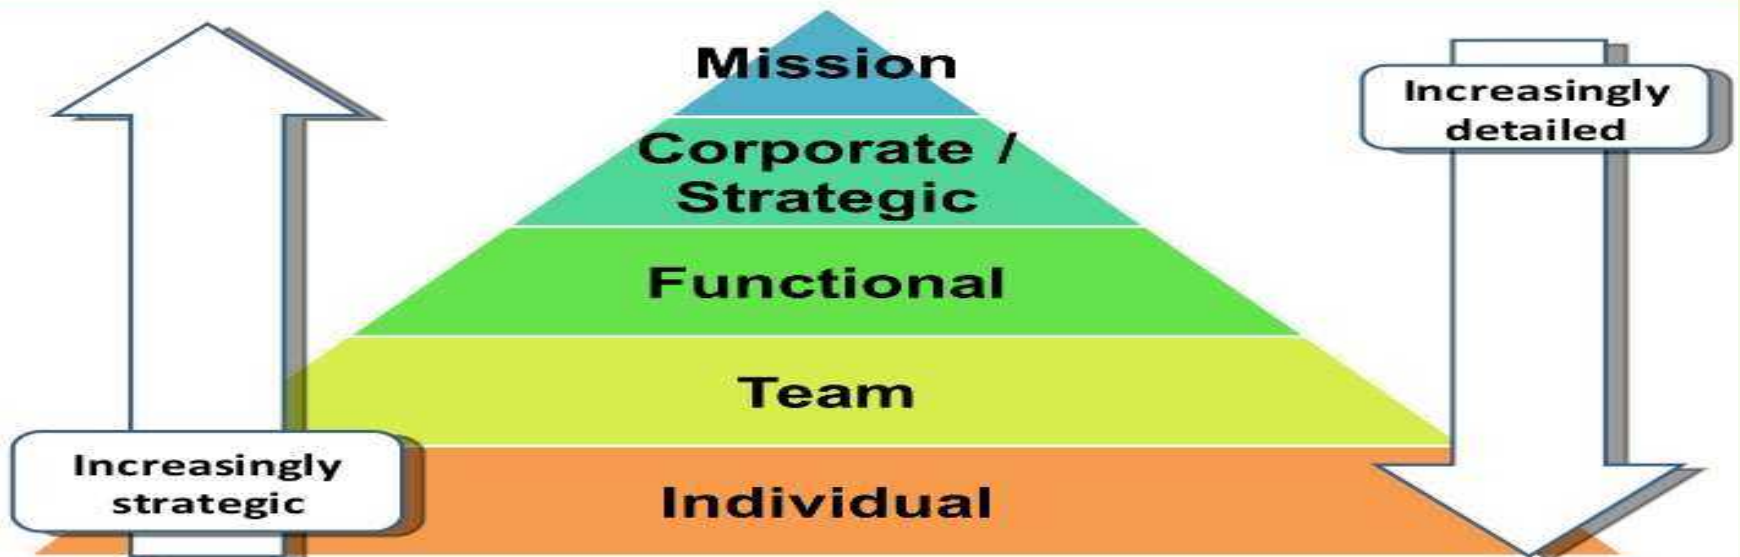 Mission
Increasingly
detailed
Corporate /
Strategic
Functional
Team
Increasingly
strategic
Individual